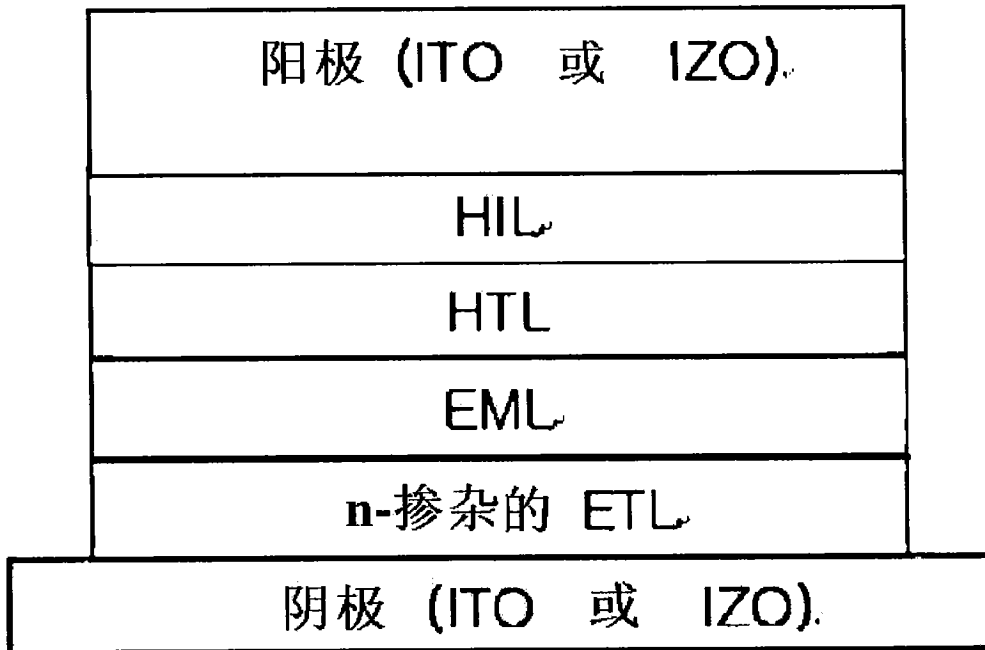 阳极 (ITO 或 IZO)
HIL
HTL
EML
n-掺杂的 ETL
阴极 (ITO 或 IZO)